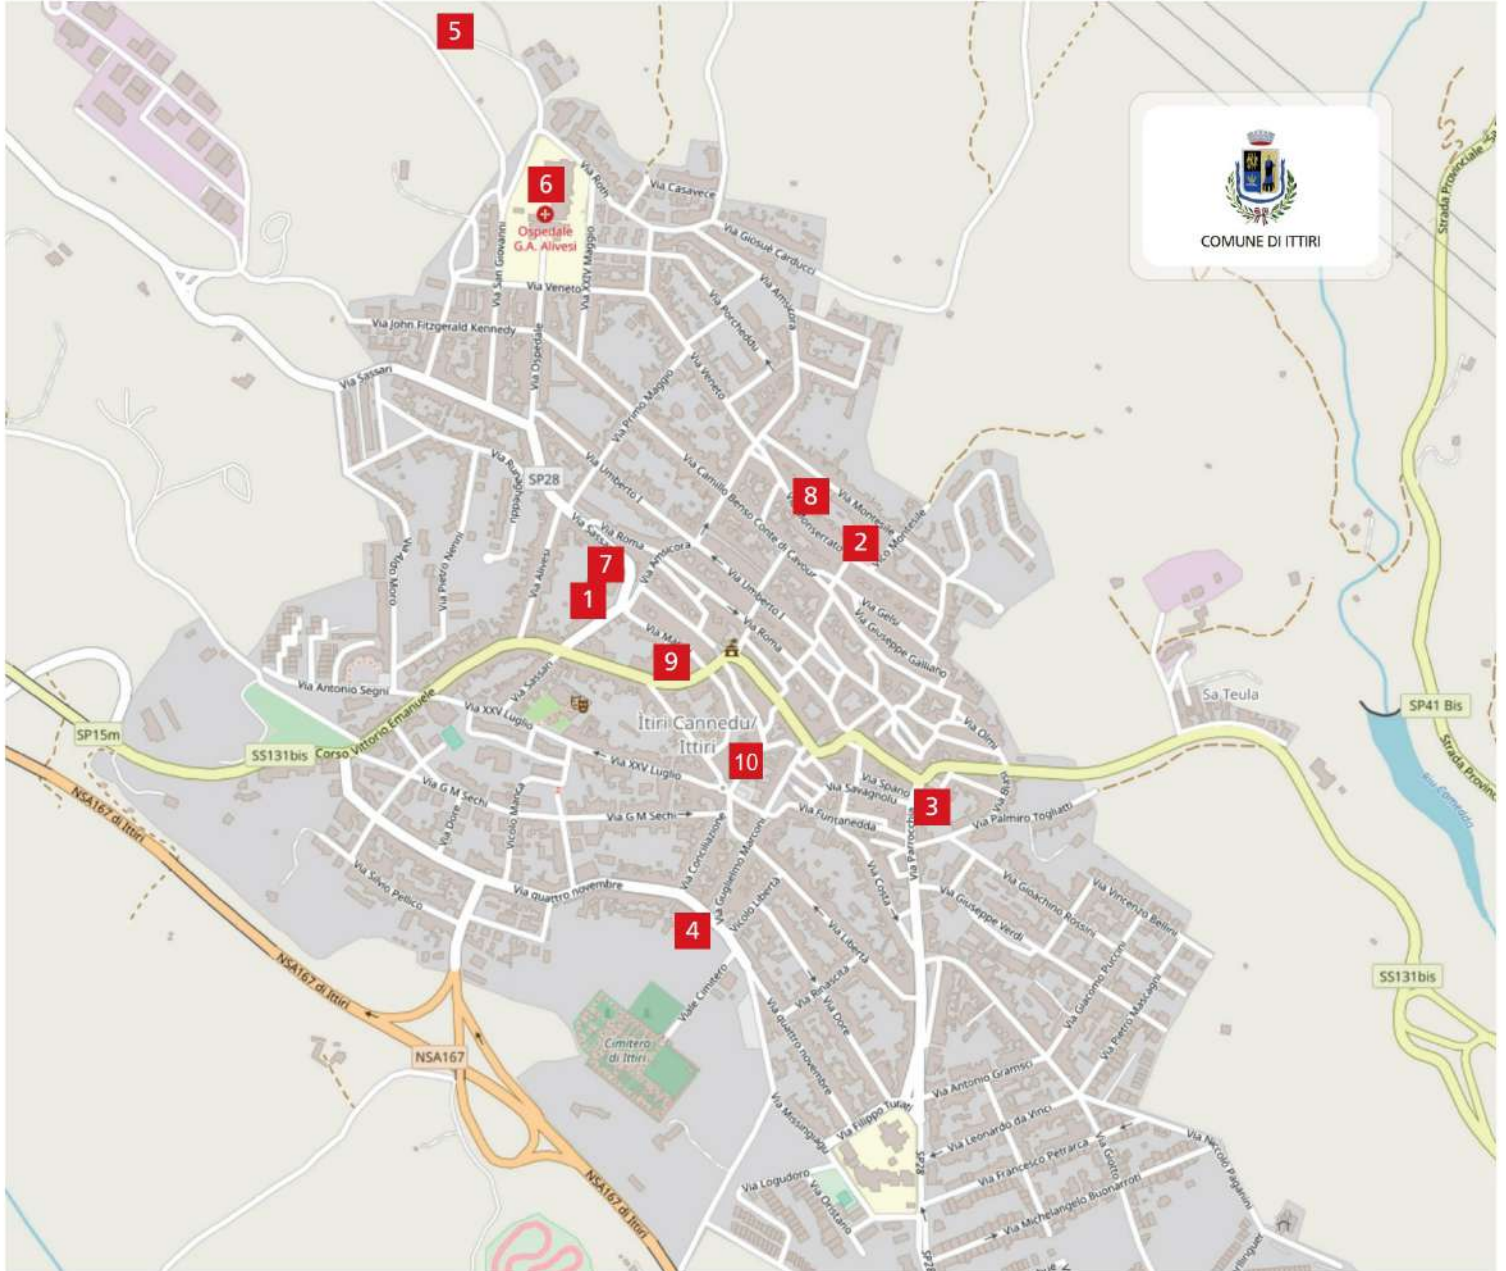 5
COMUNE DI ITTIRI
Strada Provinciale
6
Ospedale
G.A. Alivesi
Via Roth
Via Casavece
Via San Giovanni
Via XXIV Maggio
Via Giosuè Carducci
Via Veneto
Via Amsicora
Via Porcheddu
Via John Fitzgerald Kennedy
Via Ospedale
Via Veneto
Via Sassari
Via Primo Maggio
Via Camillo Benso Conte di Cavour
Via Umberto I
SP28
8
Via Montesile
Via Monserrato
2
Vico Montesile
Via Roma
Via Amsicora
7
1
Via Aldo Moro
Via Pietro Nenni
Via Alivesi
Via Umberto I
Via Roma
Via Gelsi
Via Giuseppe Galliano
9
Via Sassari
Via Antonio Segni
Via XXV Luglio
Ìtiri Cannedu/
Ittiri
Via Olmi
Sa Teula
SP41 Bis
Strada Provinc
SP15m
SS131bis
Corso Vittorio Emanuele
10
Via XXV Luglio
Via Spano
Via Savagnolu
3
Via Palmiro Togliatti
Via Funtanedda
Via Parrocchia
Via G M Sechi
Via G M Sechi
Via Dore
Vicolo Marica
Via Conciliazione
Via Guglielmo Marconi
Vicolo Libertà
Via Costa
NSA167 di Ittiri
Via Silvio Pellico
Via quattro novembre
4
Via Gioachino Rossini
Via Vincenzo Bellini
Via Giuseppe Verdi
Via Libertà
Via Rinascita
Via Dore
Viale Cimitero
Via Giacomo Puccini
Via Pietro Mascagni
SS131bis
NSA167 di Ittiri
Cimitero
di Ittiri
NSA167
Via quattro novembre
Via Antonio Gramsci
Via Missingiagu
Via Filippo Turati
Via Leonardo da Vinci
Via Francesco Petrarca
Via Giotto
Via Niccolò Paganini
Via Michelangelo Buonarroti
Via Logudoro
Via Oristano
SP28
NSA167 di Ittiri
SP28